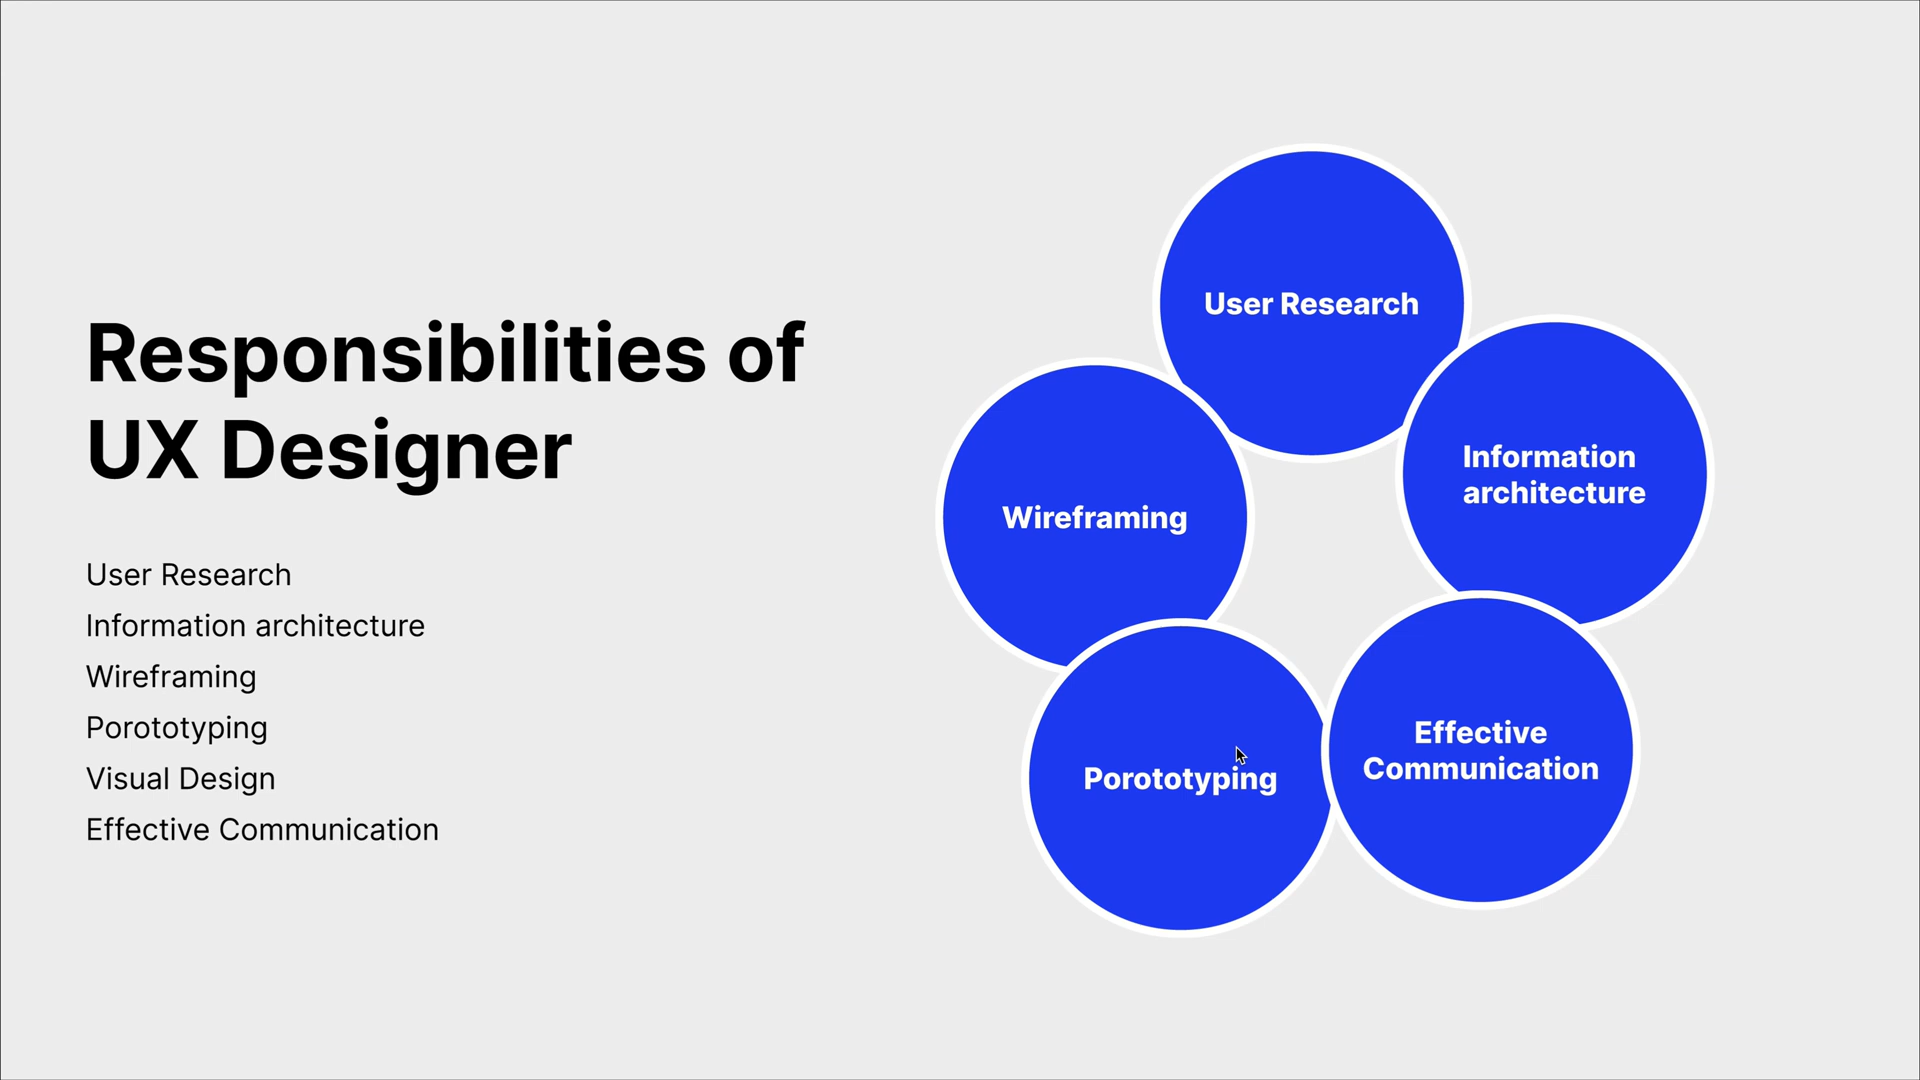 Responsibilities of
UX Designer
User Research
Information architecture
Wireframing
Porototyping
Visual Design
Effective Communication
User Research
Information
architecture
Wireframing
Effective
Communication
Porototyping